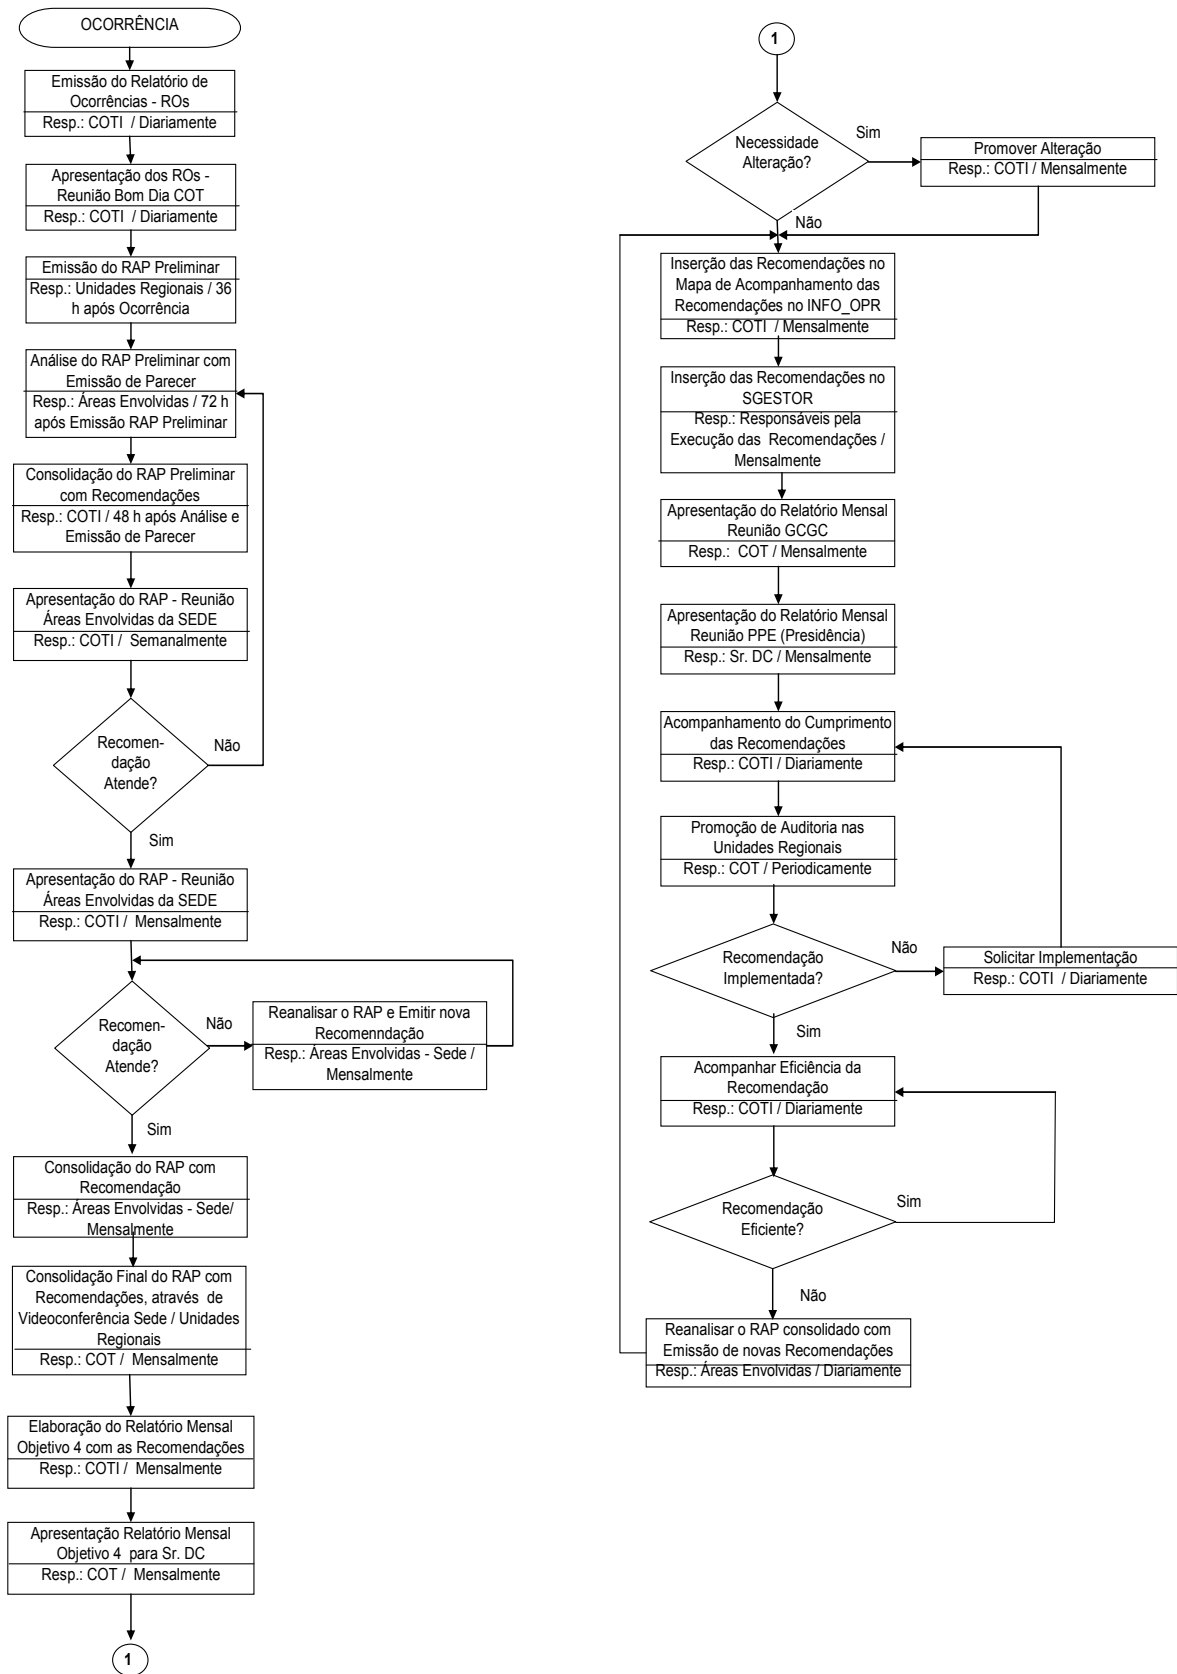 OCORRÊNCIA
Emissão do Relatório de
Ocorrências - ROs
Resp.: COTI / Diariamente
Apresentação dos ROs -
Reunião Bom Dia COT
Resp.: COTI / Diariamente
Emissão do RAP Preliminar
Resp.: Unidades Regionais / 36
h após Ocorrência
Análise do RAP Preliminar com
Emissão de Parecer
Resp.: Áreas Envolvidas / 72 h
após Emissão RAP Preliminar
Consolidação do RAP Preliminar
com Recomendações
Resp.: COTI / 48 h após Análise e
Emissão de Parecer
Apresentação do RAP - Reunião
Áreas Envolvidas da SEDE
Resp.: COTI / Semanalmente
Recomen-
dação
Atende?
Não
Sim
Apresentação do RAP - Reunião
Áreas Envolvidas da SEDE
Resp.: COTI / Mensalmente
Recomen-
dação
Atende?
Não
Reanalisar o RAP e Emitir nova
Recomenndação
Resp.: Áreas Envolvidas - Sede /
Mensalmente
Sim
Consolidação do RAP com
Recomendação
Resp.: Áreas Envolvidas - Sede/
Mensalmente
Consolidação Final do RAP com
Recomendações, através de
Videoconferência Sede / Unidades
Regionais
Resp.: COT / Mensalmente
Elaboração do Relatório Mensal
Objetivo 4 com as Recomendações
Resp.: COTI / Mensalmente
Apresentação Relatório Mensal
Objetivo 4 para Sr. DC
Resp.: COT / Mensalmente
1
1
Necessidade
Alteração?
Sim
Promover Alteração
Resp.: COTI / Mensalmente
Não
Inserção das Recomendações no
Mapa de Acompanhamento das
Recomendações no INFO_OPR
Resp.: COTI / Mensalmente
Inserção das Recomendações no
SGESTOR
Resp.: Responsáveis pela
Execução das Recomendações /
Mensalmente
Apresentação do Relatório Mensal
Reunião GCGC
Resp.: COT / Mensalmente
Apresentação do Relatório Mensal
Reunião PPE (Presidência)
Resp.: Sr. DC / Mensalmente
Acompanhamento do Cumprimento
das Recomendações
Resp.: COTI / Diariamente
Promoção de Auditoria nas
Unidades Regionais
Resp.: COT / Periodicamente
Recomendação
Implementada?
Não
Solicitar Implementação
Resp.: COTI / Diariamente
Sim
Acompanhar Eficiência da
Recomendação
Resp.: COTI / Diariamente
Recomendação
Eficiente?
Sim
Não
Reanalisar o RAP consolidado com
Emissão de novas Recomendações
Resp.: Áreas Envolvidas / Diariamente